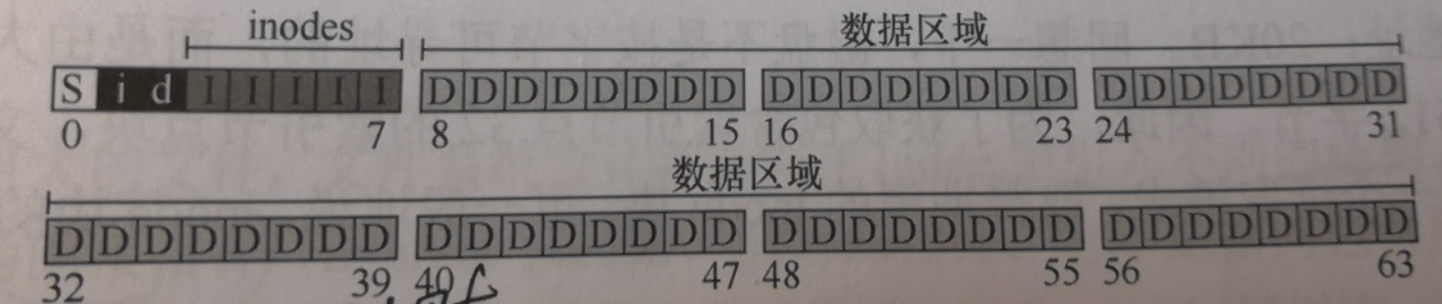 inodes 数据区域
S i d I I I I I D D D D D D D D D D D D D D D D D D D D D D D D
0 7 8 15 16 23 24 31
数据区域
D D D D D D D D D D D D D D D D D D D D D D D D D D D D D D D D
32 39 40 47 48 55 56 63